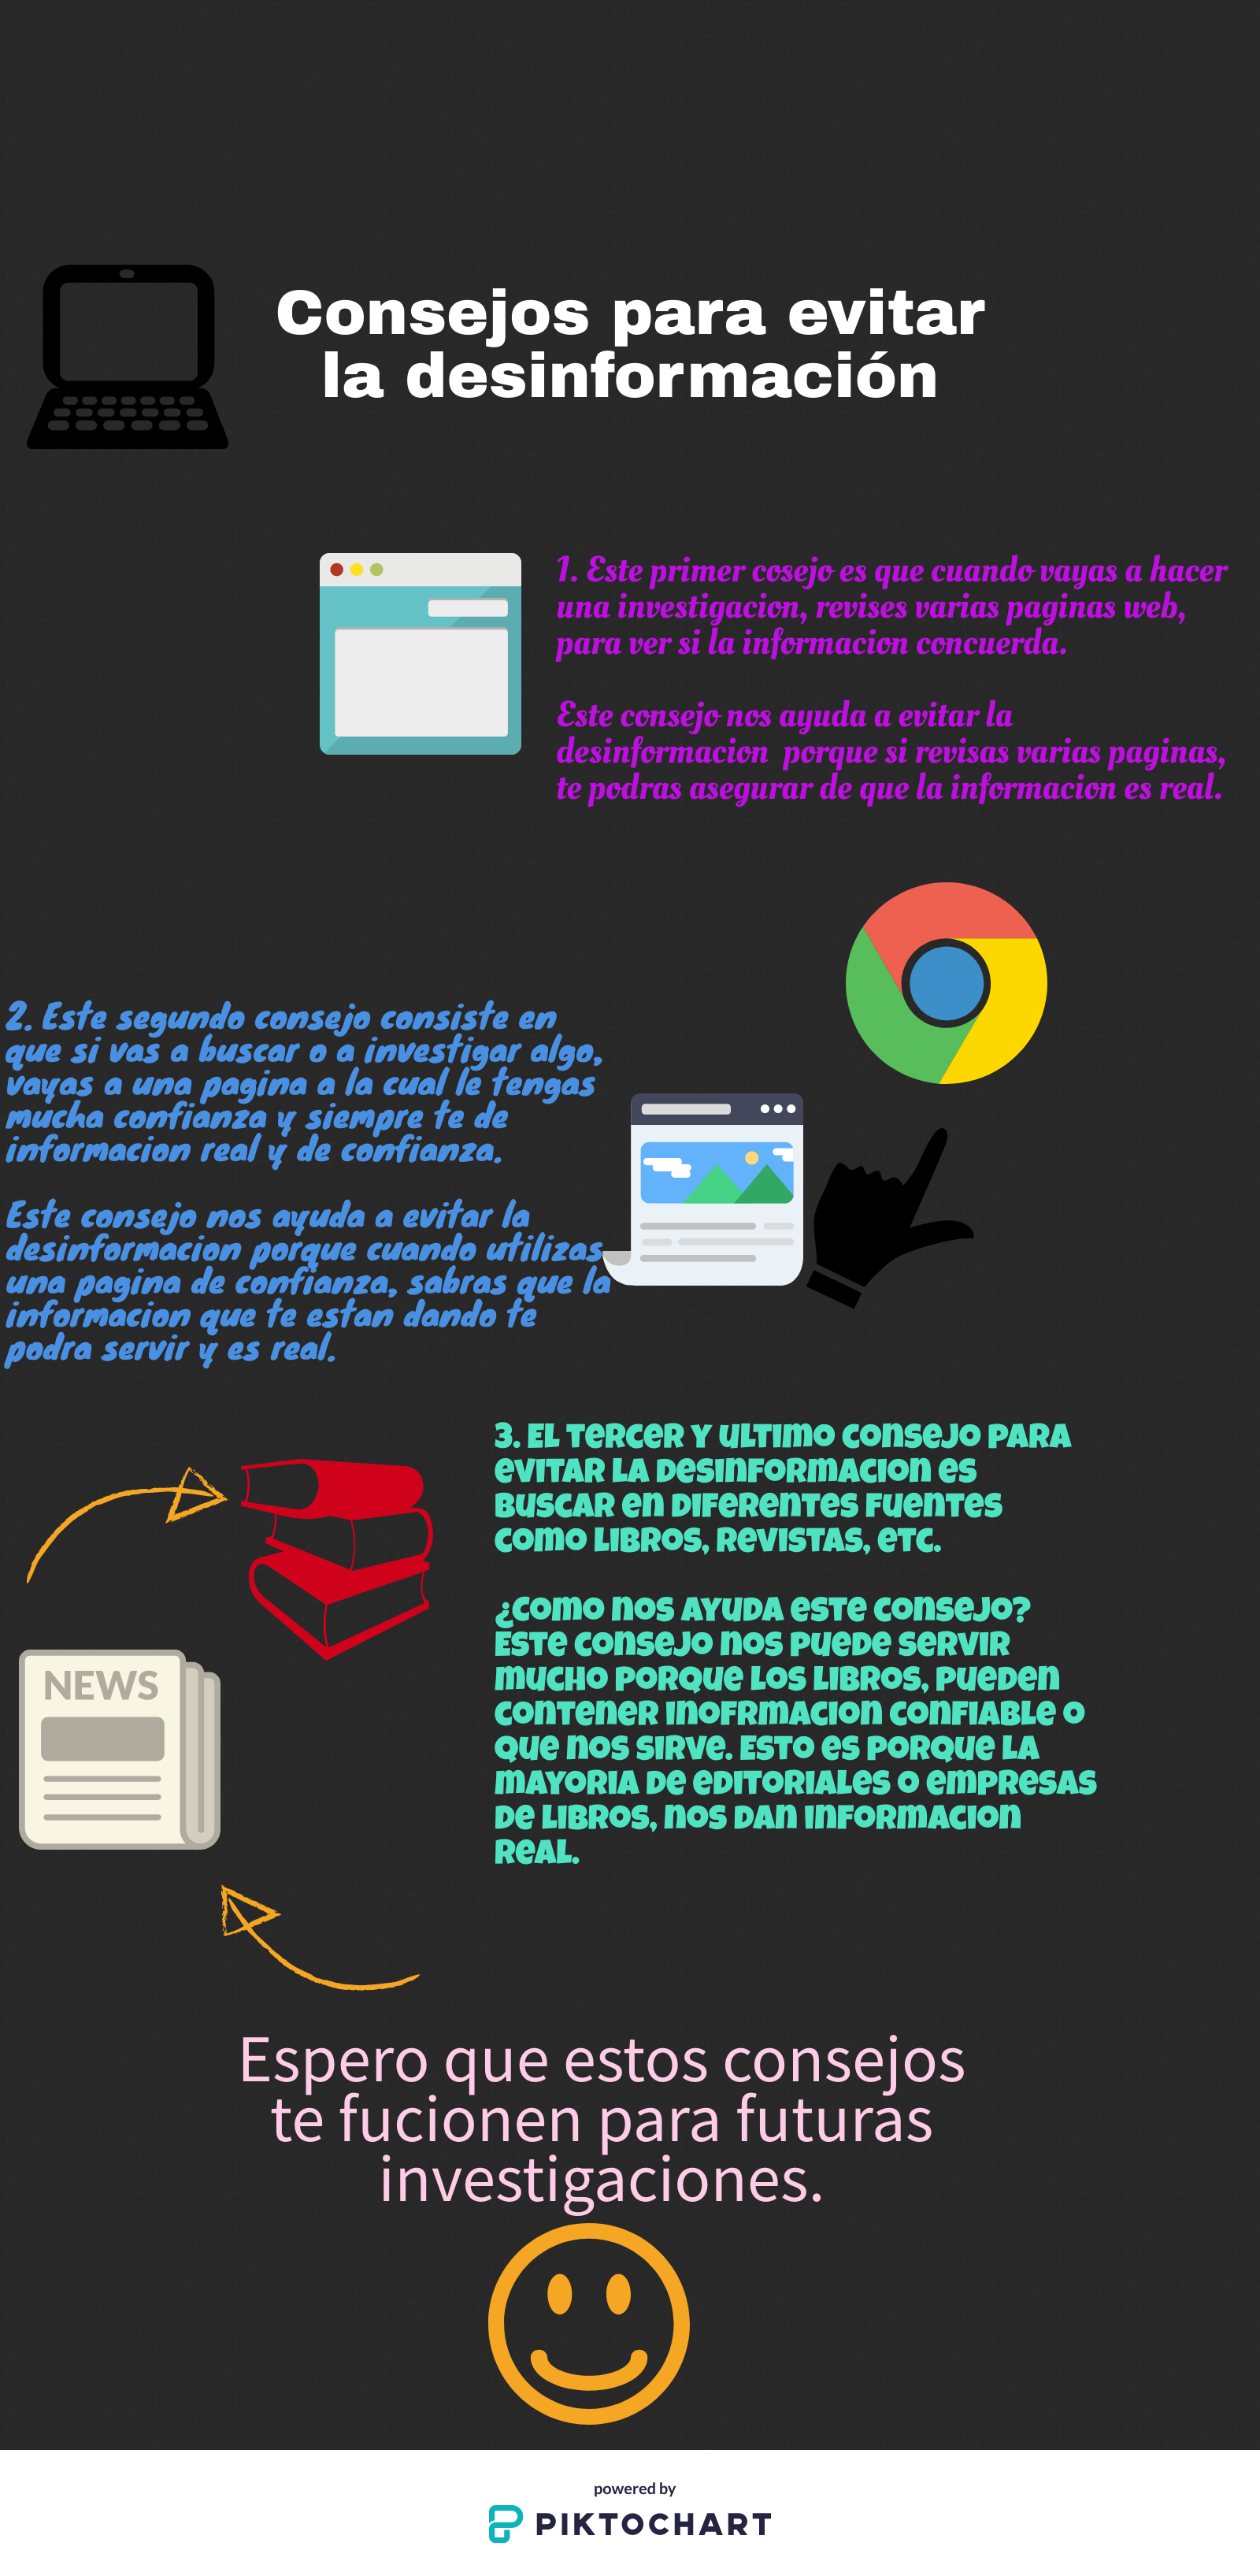 Consejos para evitar
la desinformación
1. Este primer cosejo es que cuando vayas a hacer
una investigacion, revises varias paginas web,
para ver si la informacion concuerda.
Este consejo nos ayuda a evitar la
desinformacion porque si revisas varias paginas,
te podras asegurar de que la informacion es real.
2. Este segundo consejo consiste en
que si vas a buscar o a investigar algo,
vayas a una pagina a la cual le tengas
mucha confianza y siempre te de
informacion real y de confianza.
Este consejo nos ayuda a evitar la
desinformacion porque cuando utilizas
una pagina de confianza, sabras que la
informacion que te estan dando te
podra servir y es real.
3. El tercer y ultimo consejo para
evitar la desinformacion es
buscar en diferentes fuentes
como libros, revistas, etc.
¿Como nos ayuda este consejo?
Este consejo nos puede servir
mucho porque los libros, pueden
contener inofrmacion confiable o
que nos sirve. Esto es porque la
mayoria de editoriales o empresas
de libros, nos dan informacion
real.
NEWS
Espero que estos consejos
te fucionen para futuras
investigaciones.
powered by
PIKTOCHART